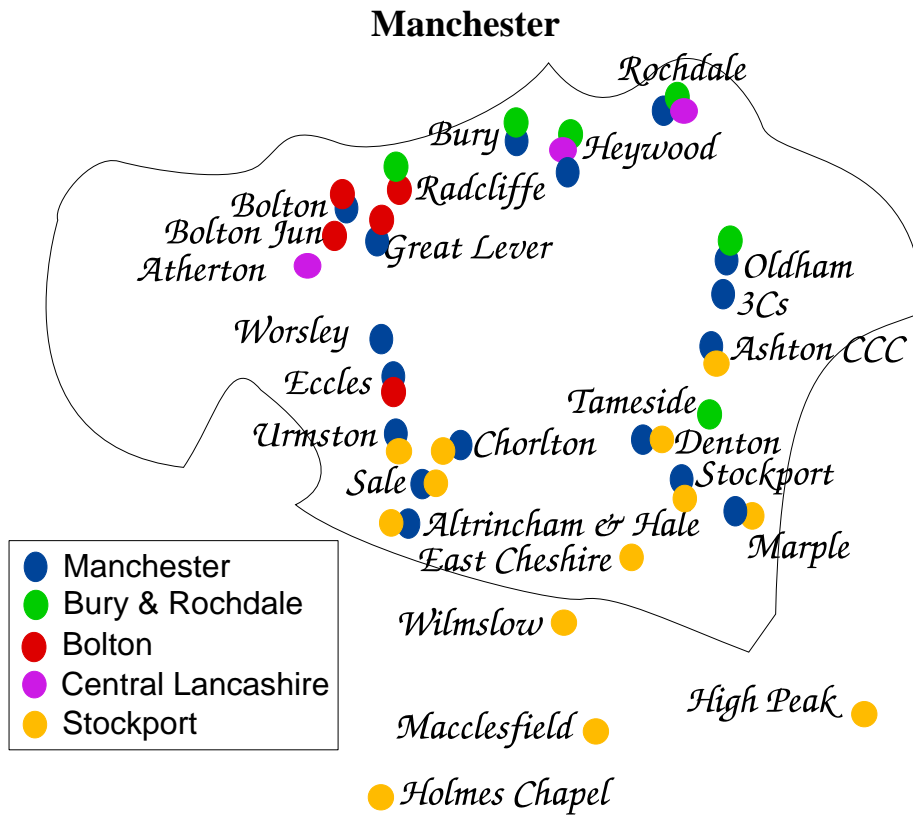 Manchester
Rochdale
Bury
Heywood
Radcliffe
Bolton
Bolton Jun
Great Lever
Atherton
Oldham
3Cs
Worsley
Ashton CCC
Eccles
Tameside
Urmston
Chorlton
Denton
Sale
Stockport
Altrincham & Hale
Marple
East Cheshire
Manchester
Bury & Rochdale
Bolton
Central Lancashire
Stockport
Wilmslow
High Peak
Macclesfield
Holmes Chapel